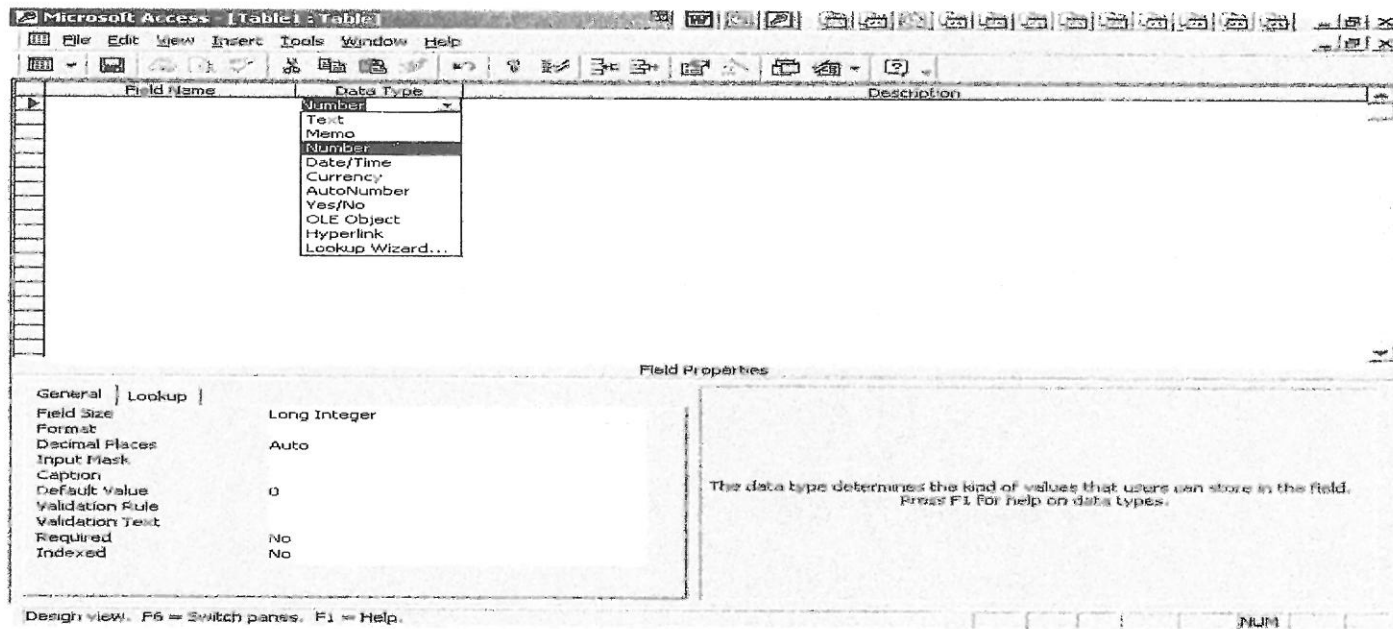 Microsoft Access - [Table1 : Table]
File Edit View Insert Tools Window Help
Field Name Data Type Description
Number
Text
Memo
Number
Date/Time
Currency
AutoNumber
Yes/No
OLE Object
Hyperlink
Lookup Wizard...
Field Properties
General Lookup
Field Size Long Integer
Format
Decimal Places Auto
Input Mask
Caption
Default Value 0
Validation Rule
Validation Text
Required No
Indexed No
The data type determines the kind of values that users can store in the field.
Press F1 for help on data types.
Design view. F6 = Switch panes. F1 = Help.
NUM